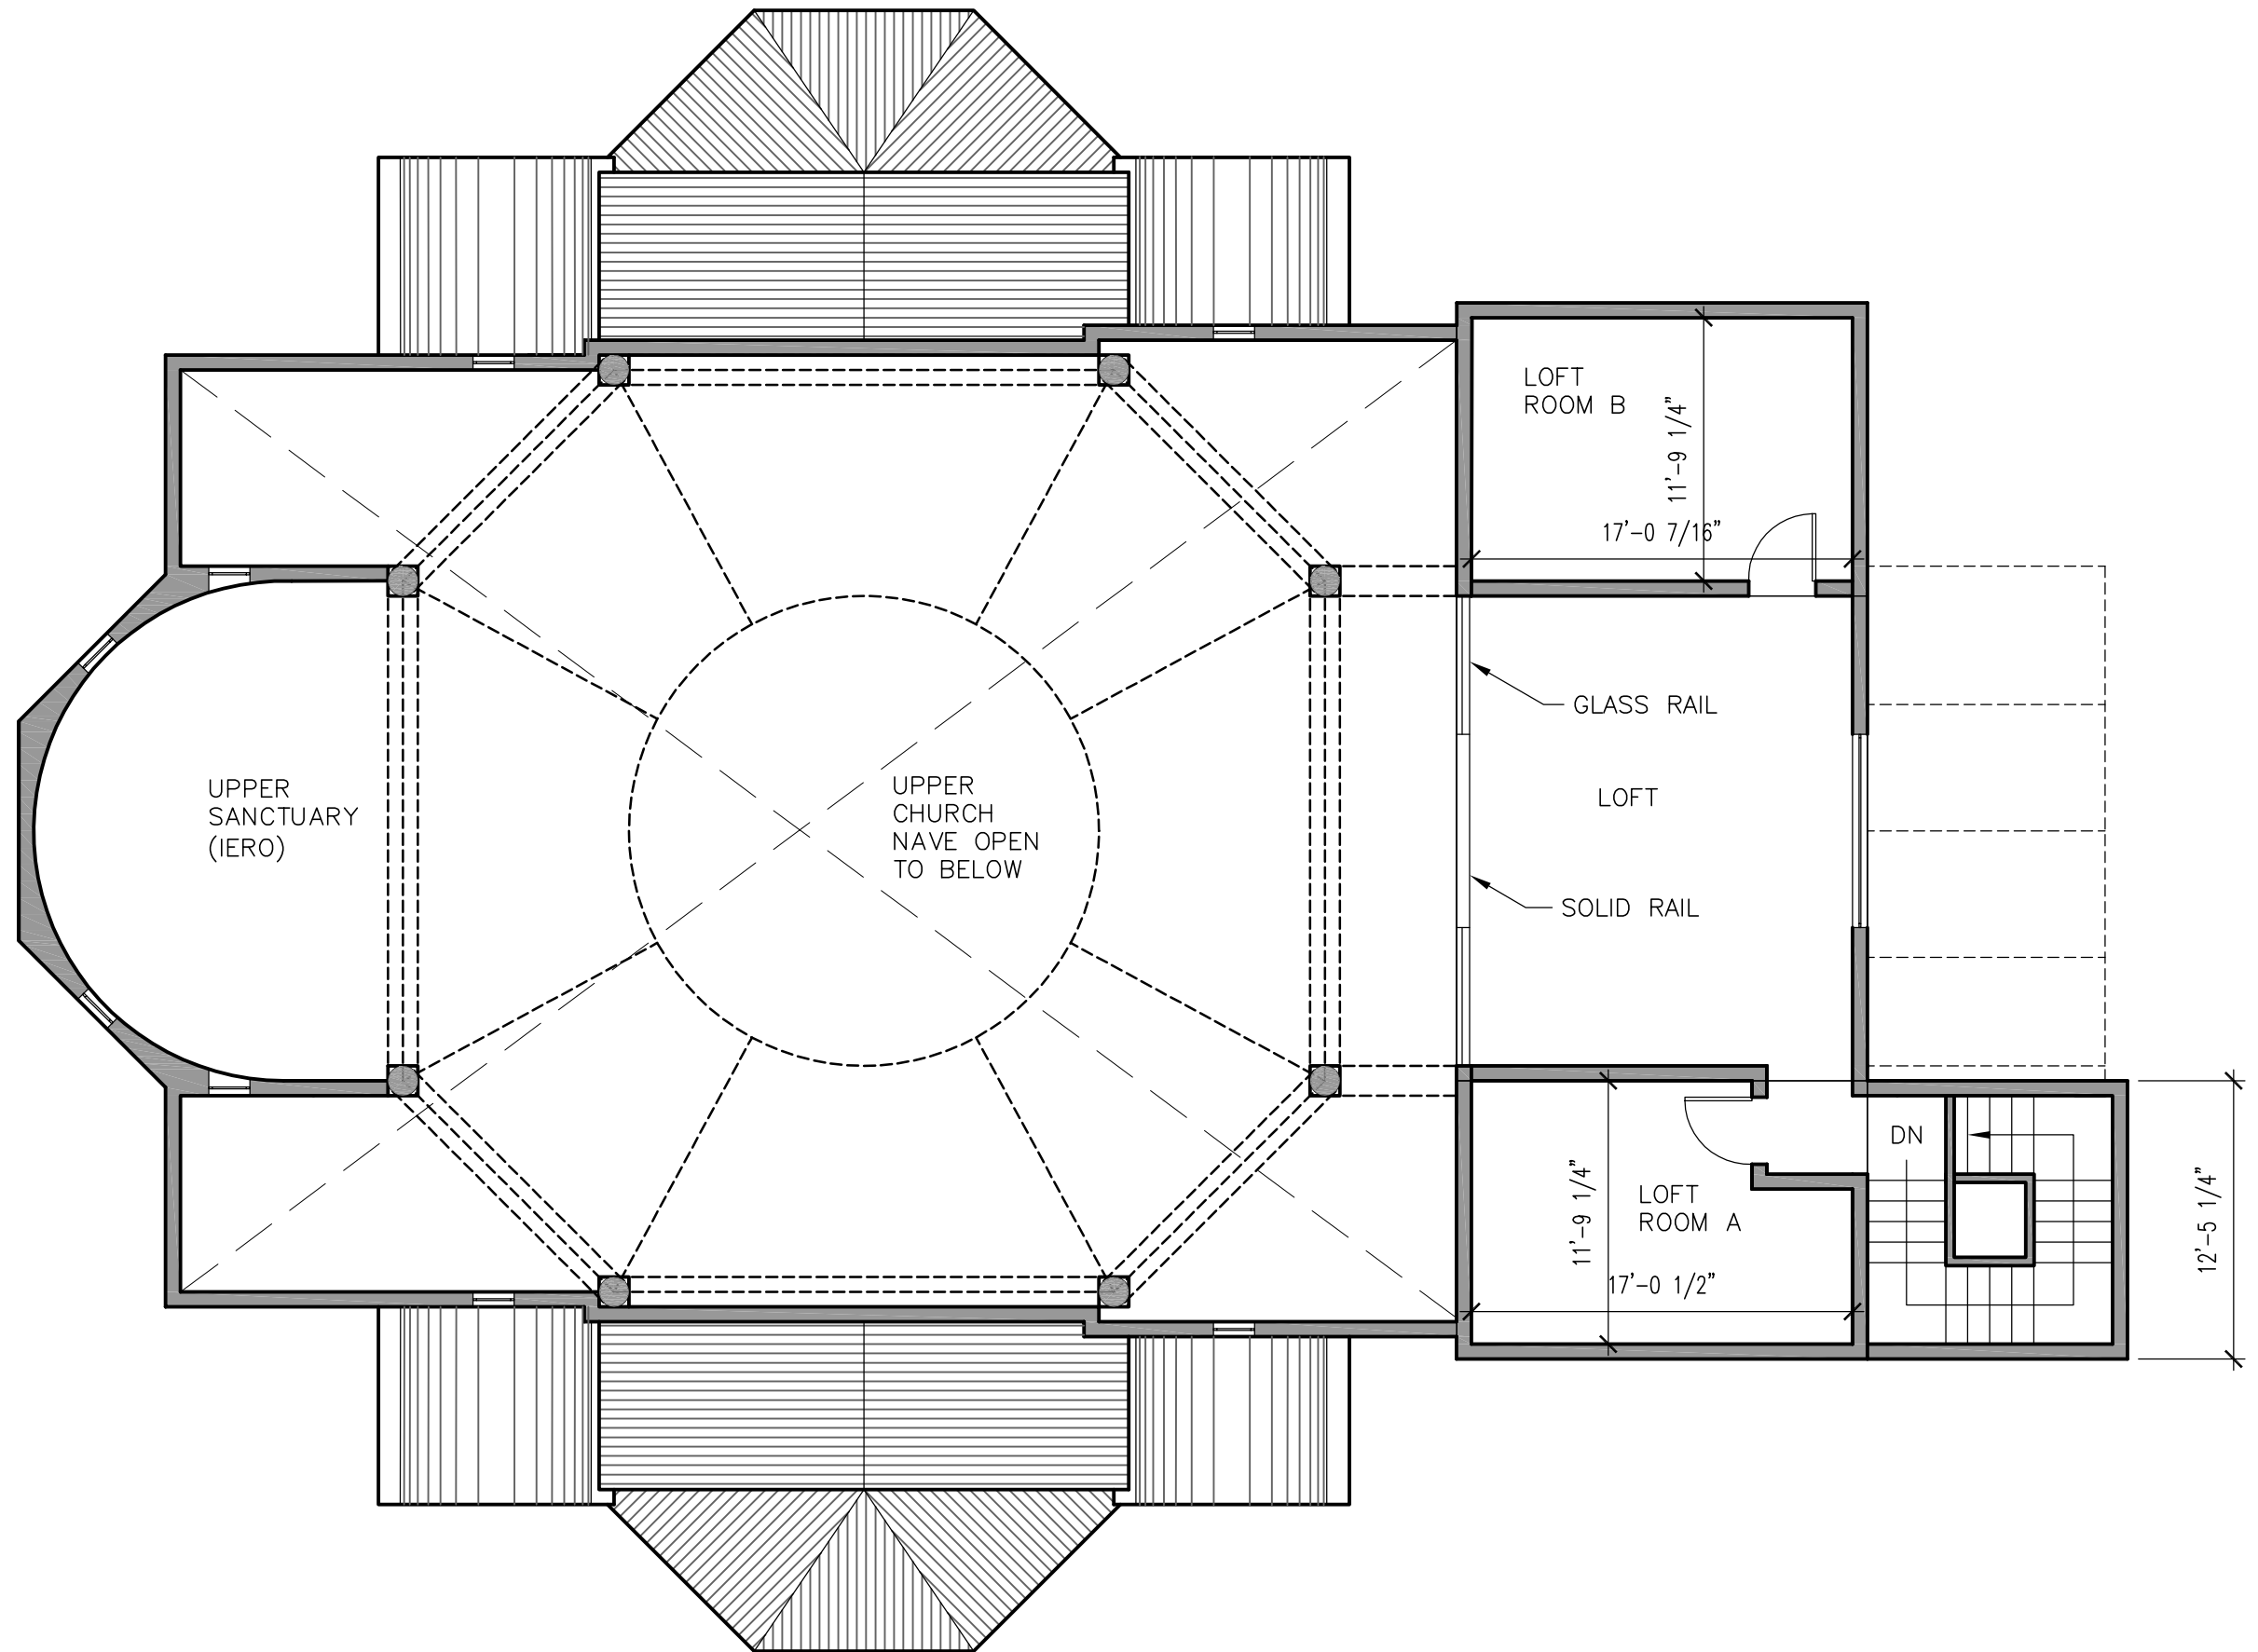 LOFT
ROOM B
11'-9 1/4"
17'-0 7/16"
GLASS RAIL
UPPER
SANCTUARY
(IERO)
UPPER
CHURCH
NAVE OPEN
TO BELOW
LOFT
SOLID RAIL
DN
LOFT
ROOM A
11'-9 1/4"
17'-0 1/2"
12'-5 1/4"